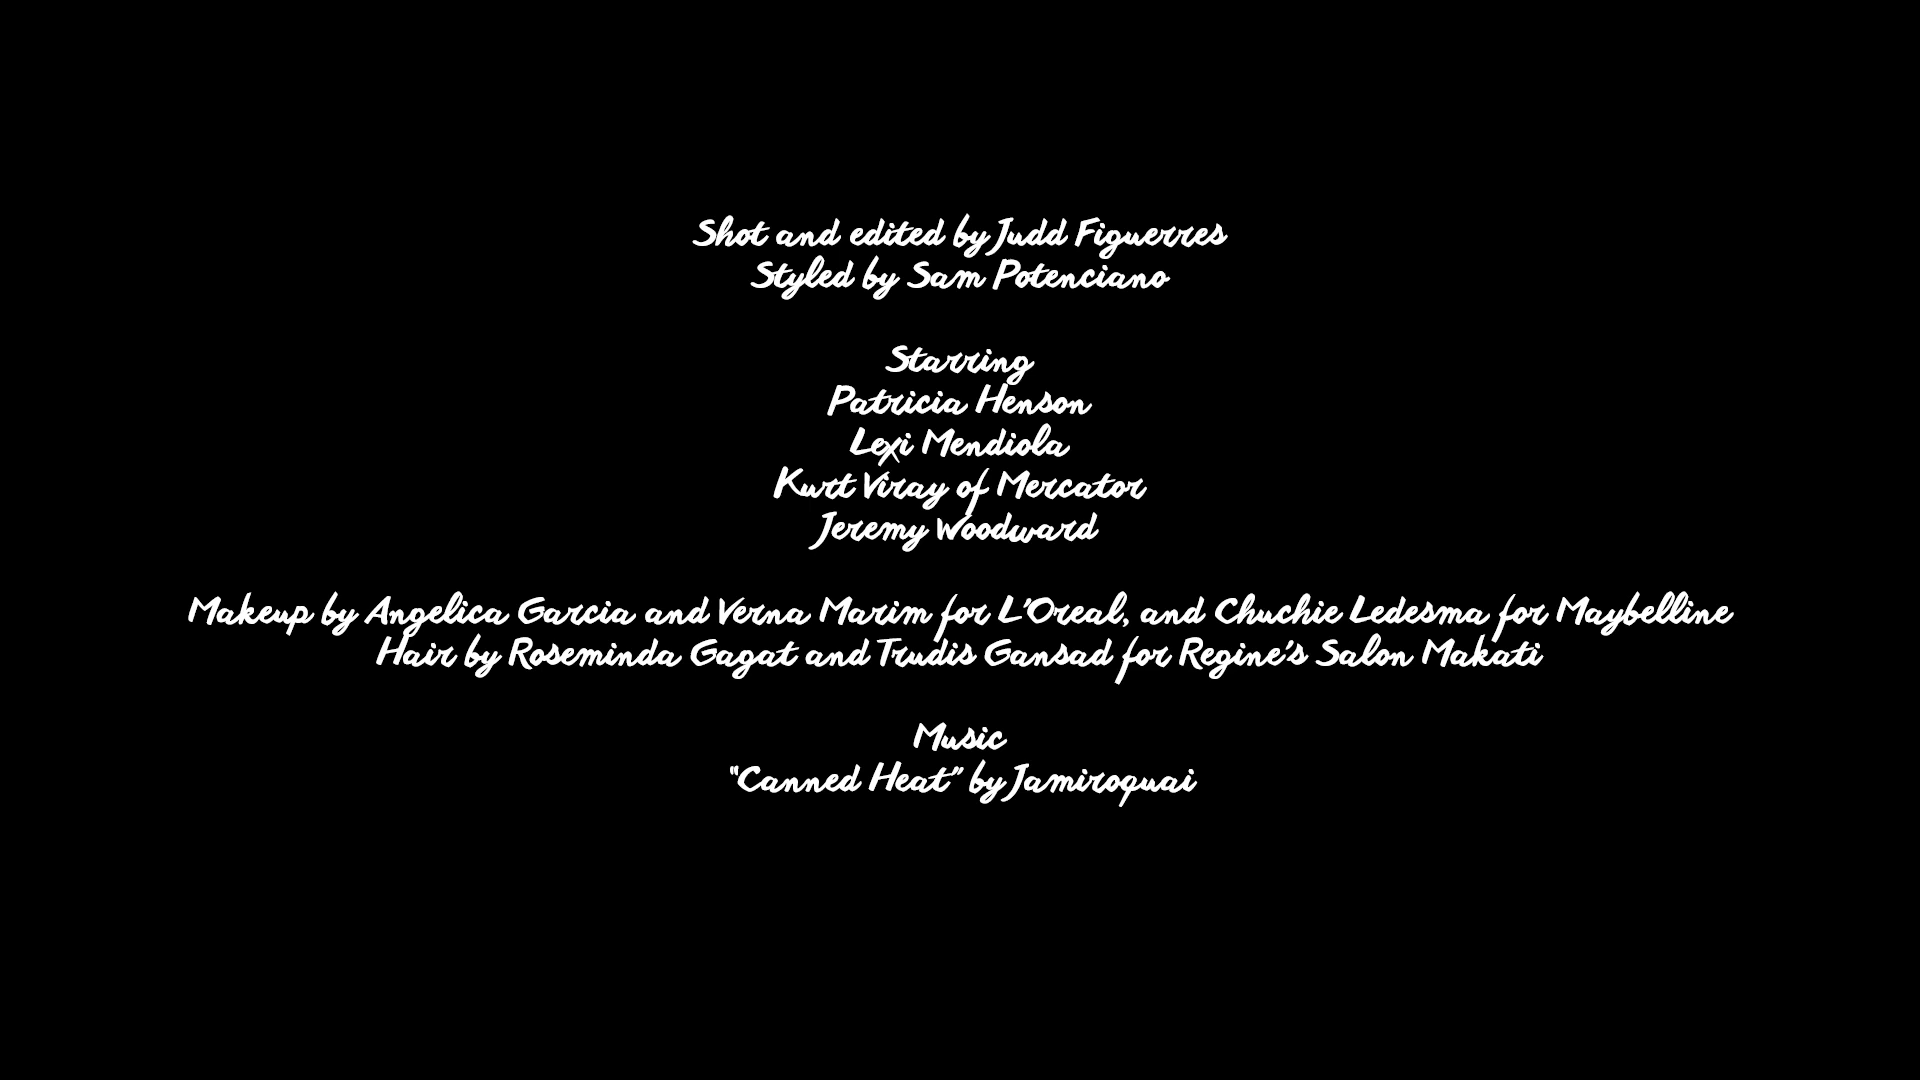 Shot and edited by Judd Figuerres
Styled by Sam Potenciano
Starring
Patricia Henson
Lexi Mendiola
Kurt Viray of Mercator
Jeremy Woodward
Makeup by Angelica Garcia and Verna Marim for L'Oreal, and Chuchie Ledesma for Maybelline
Hair by Roseminda Gagat and Trudis Gansad for Regine's Salon Makati
Music
"Canned Heat" by Jamiroquai